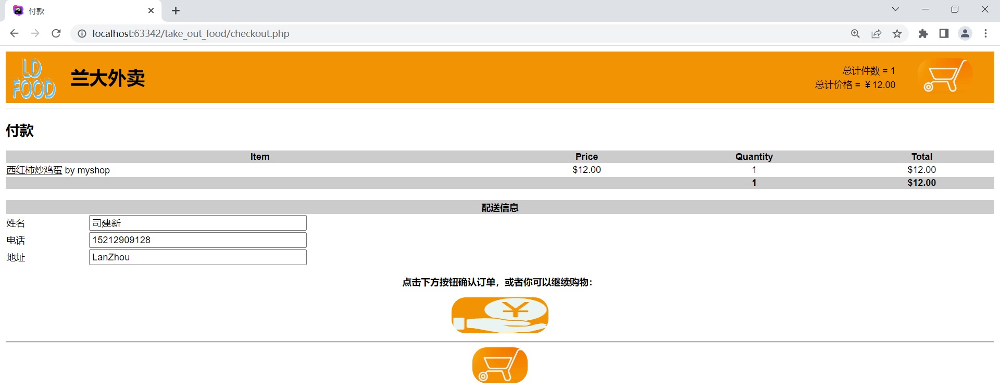 付款
localhost:63342/take_out_food/checkout.php
LD
FOOD
兰大外卖
总计件数 = 1
总计价格 = ￥12.00
付款
Item Price Quantity Total
西红柿炒鸡蛋 by myshop $12.00 1 $12.00
1 $12.00
配送信息
姓名 司建新
电话 15212909128
地址 LanZhou
点击下方按钮确认订单，或者你可以继续购物：